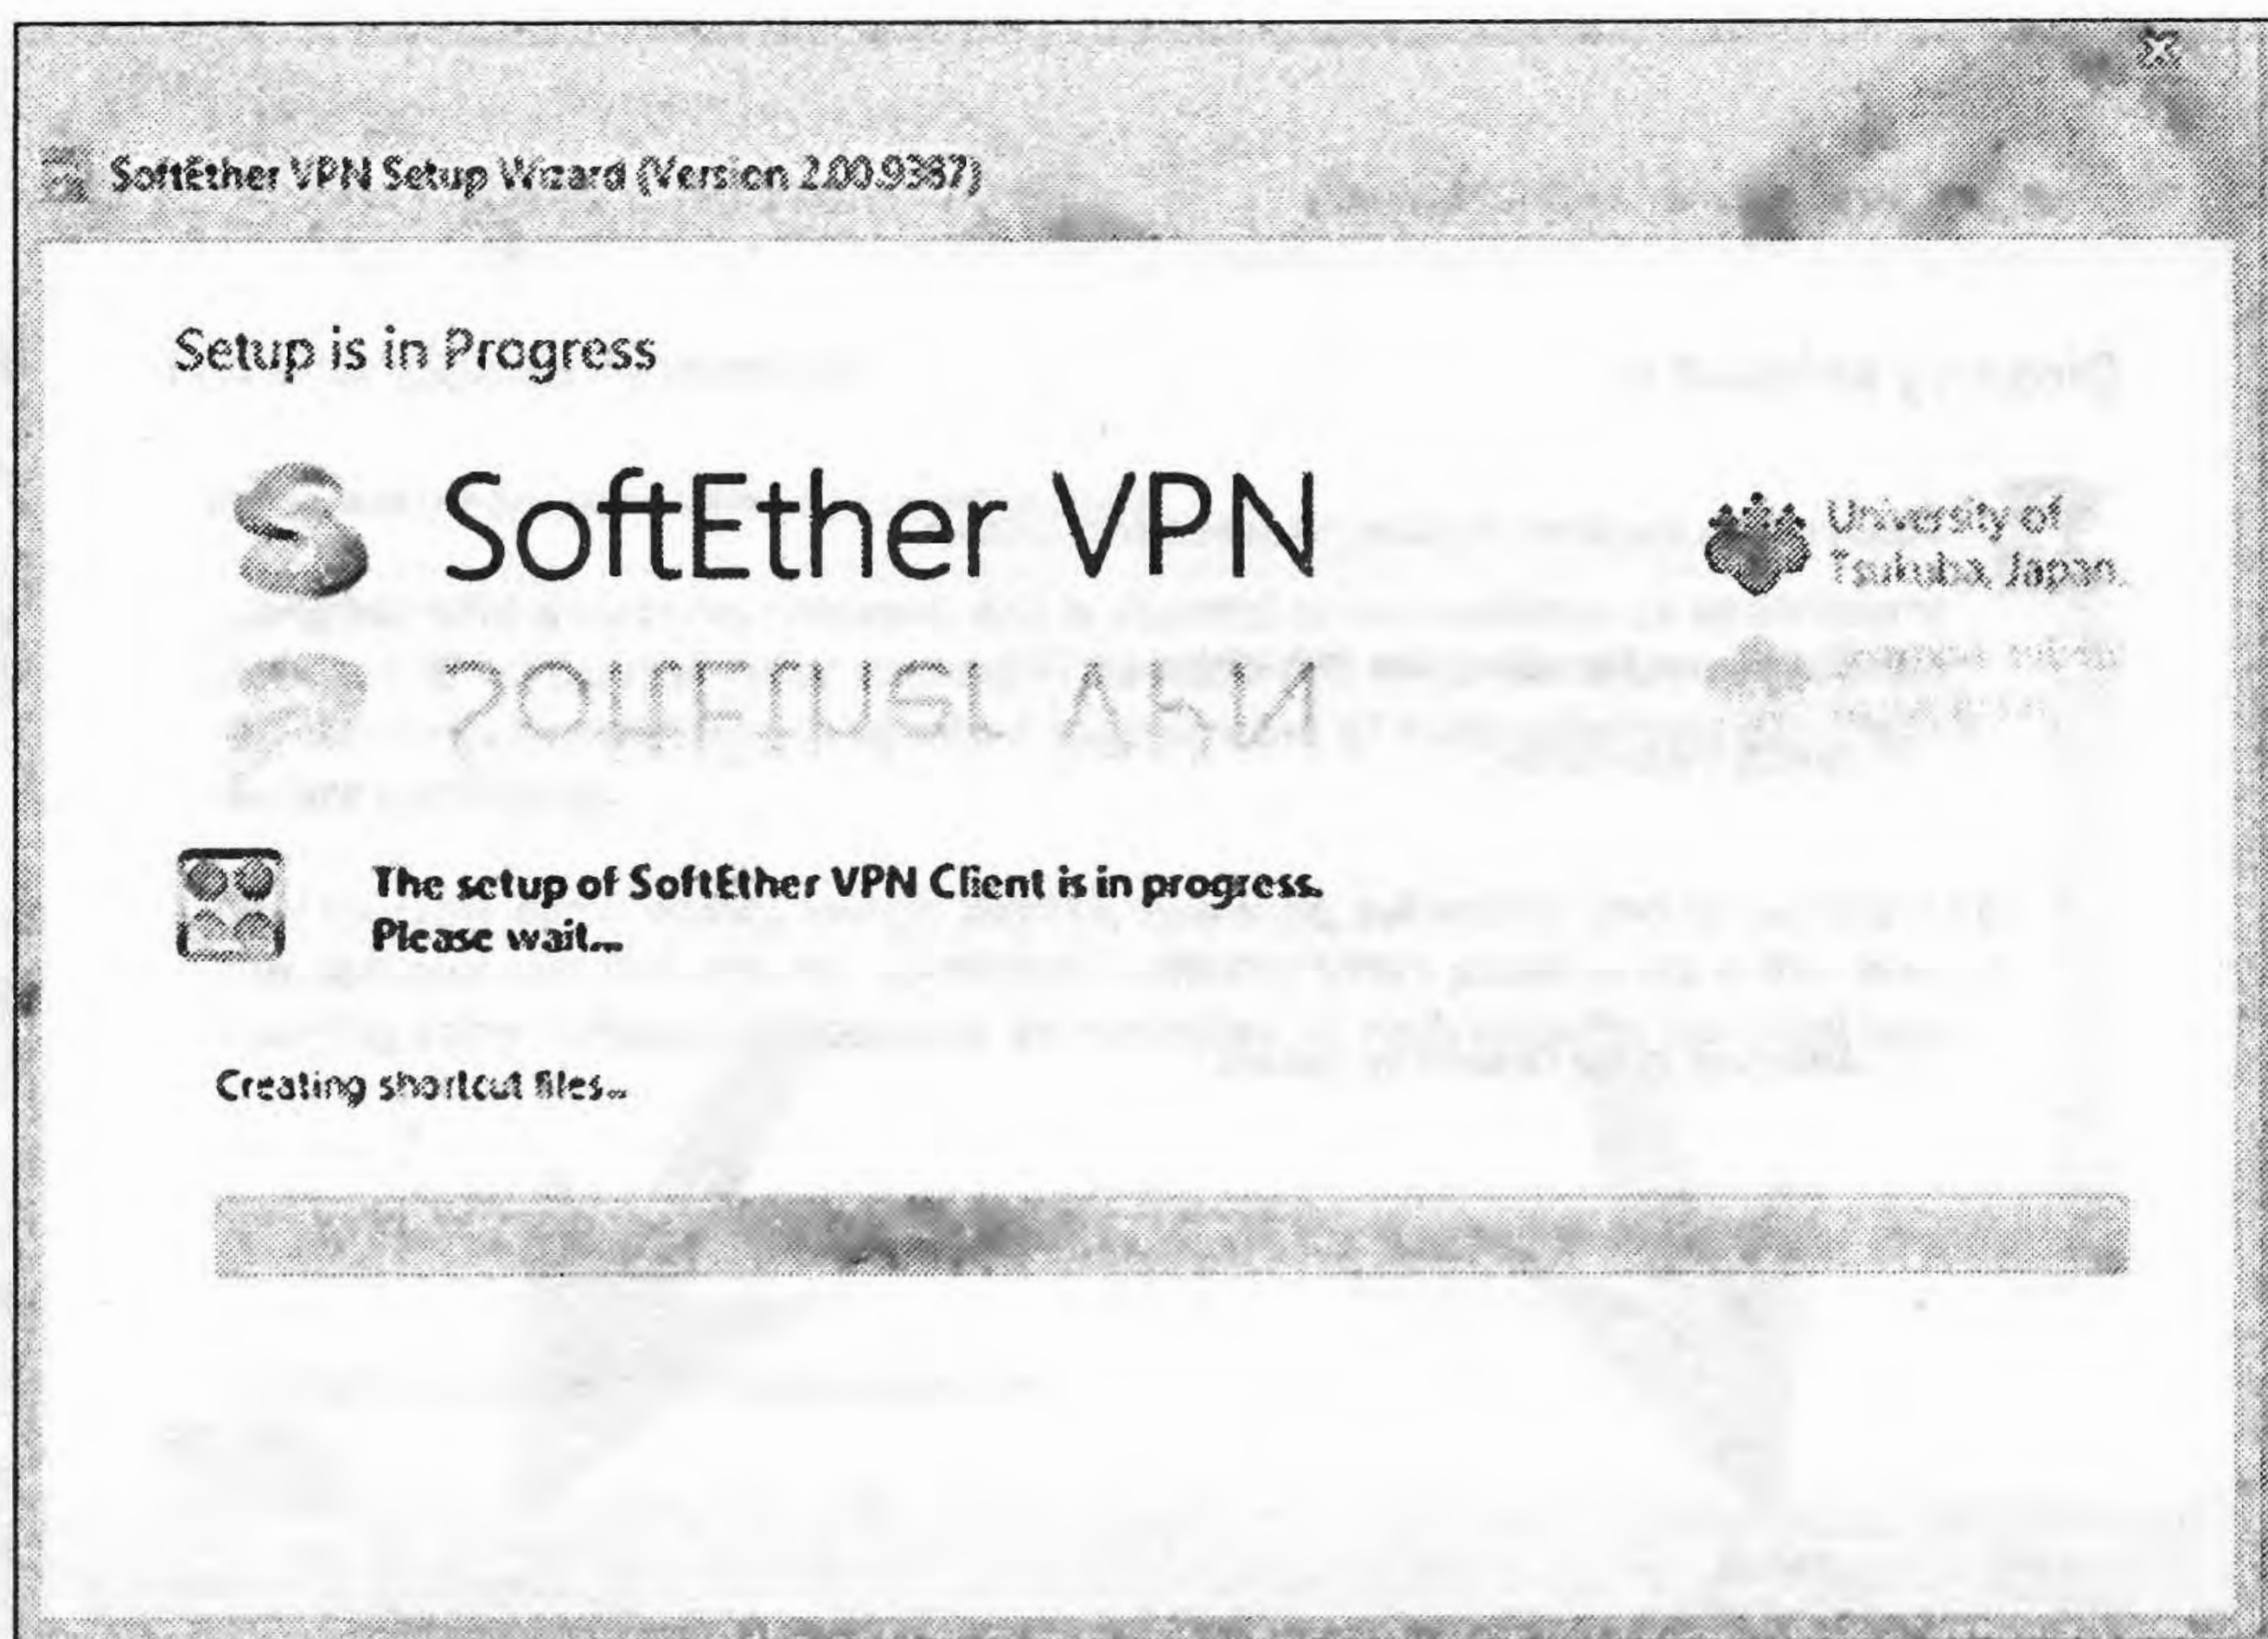 SoftEther VPN Setup Wizard (Version 2.00.9387)
Setup is in Progress
SoftEther VPN
University of
Tsukuba, Japan.
The setup of SoftEther VPN Client is in progress.
Please wait...
Creating shortcut files...